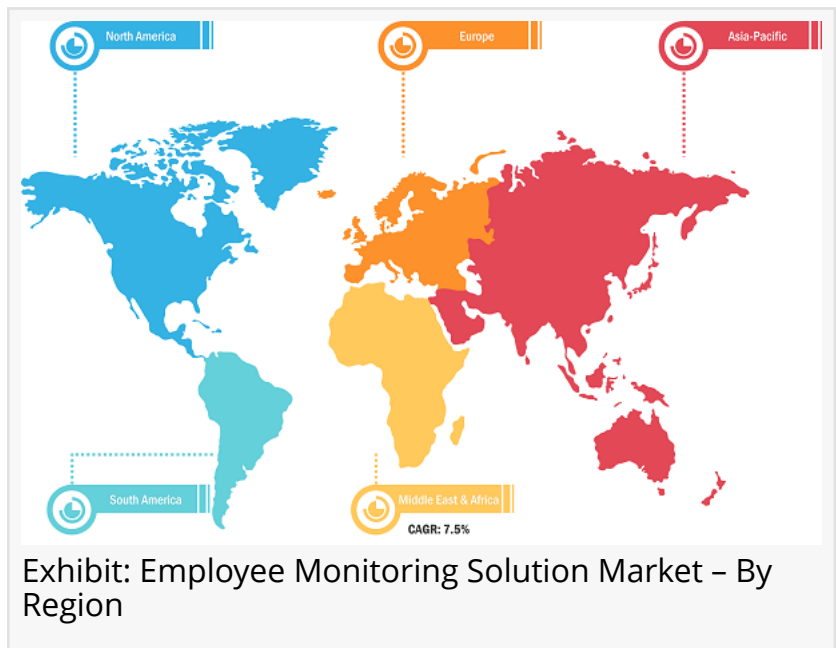 North America
Europe
Asia-Pacific
South America
Middle East & Africa
CAGR: 7.5%
Exhibit: Employee Monitoring Solution Market – By
Region